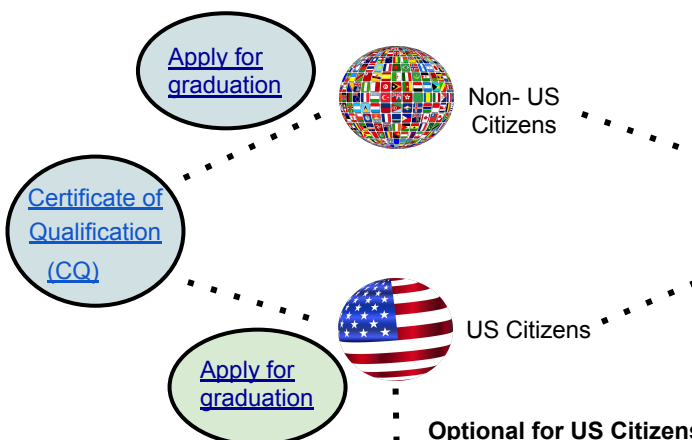 Apply for
graduation
Non- US
Citizens
Certificate of
Qualification
(CQ)
US Citizens
Apply for
graduation
Optional for US Citizens